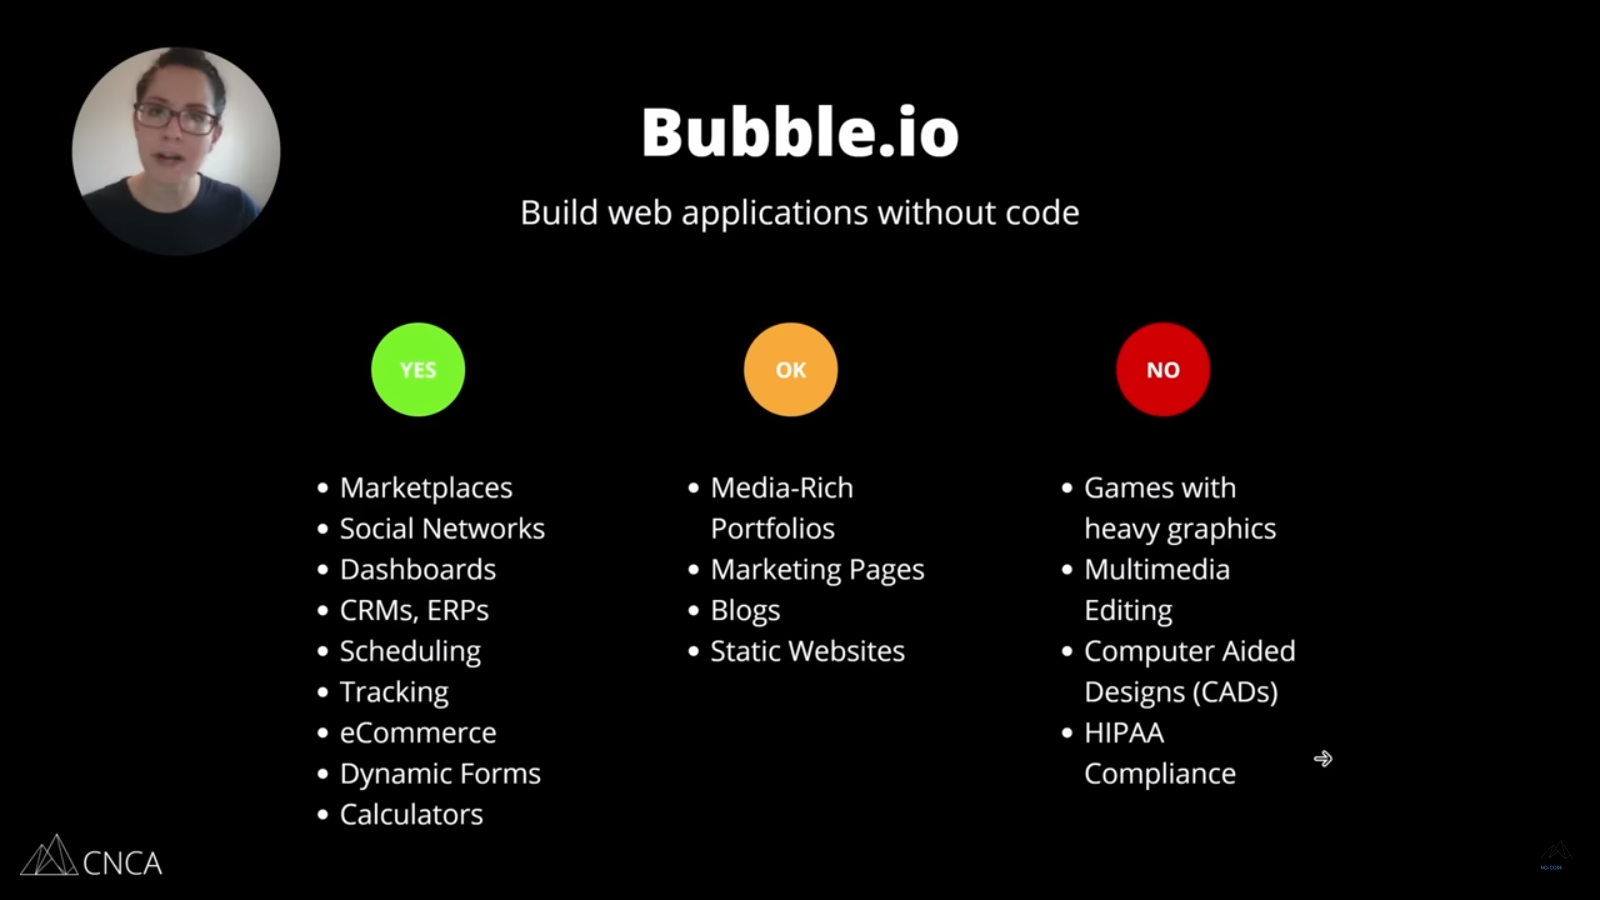 Bubble.io
Build web applications without code
YES
Marketplaces
Social Networks
Dashboards
CRMs, ERPs
Scheduling
Tracking
eCommerce
Dynamic Forms
Calculators
OK
Media-Rich
Portfolios
Marketing Pages
Blogs
Static Websites
NO
Games with
heavy graphics
Multimedia
Editing
Computer Aided
Designs (CADs)
HIPAA
Compliance
CNCA